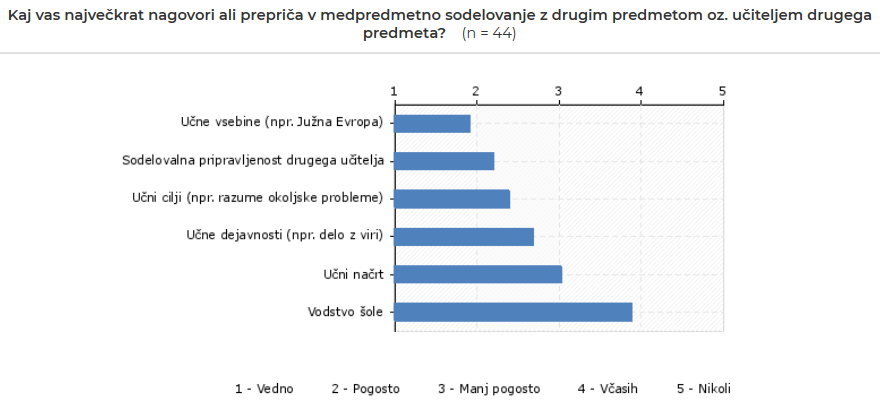 Kaj vas največkrat nagovori ali prepriča v medpredmetno sodelovanje z drugim predmetom oz. učiteljem drugega
predmeta? (n = 44)
1 2 3 4 5
Učne vsebine (npr. Južna Evropa)
Sodelovalna pripravljenost drugega učitelja
Učni cilji (npr. razume okoljske probleme)
Učne dejavnosti (npr. delo z viri)
Učni načrt
Vodstvo šole
1 - Vedno 2 - Pogosto 3 - Manj pogosto 4 - Včasih 5 - Nikoli